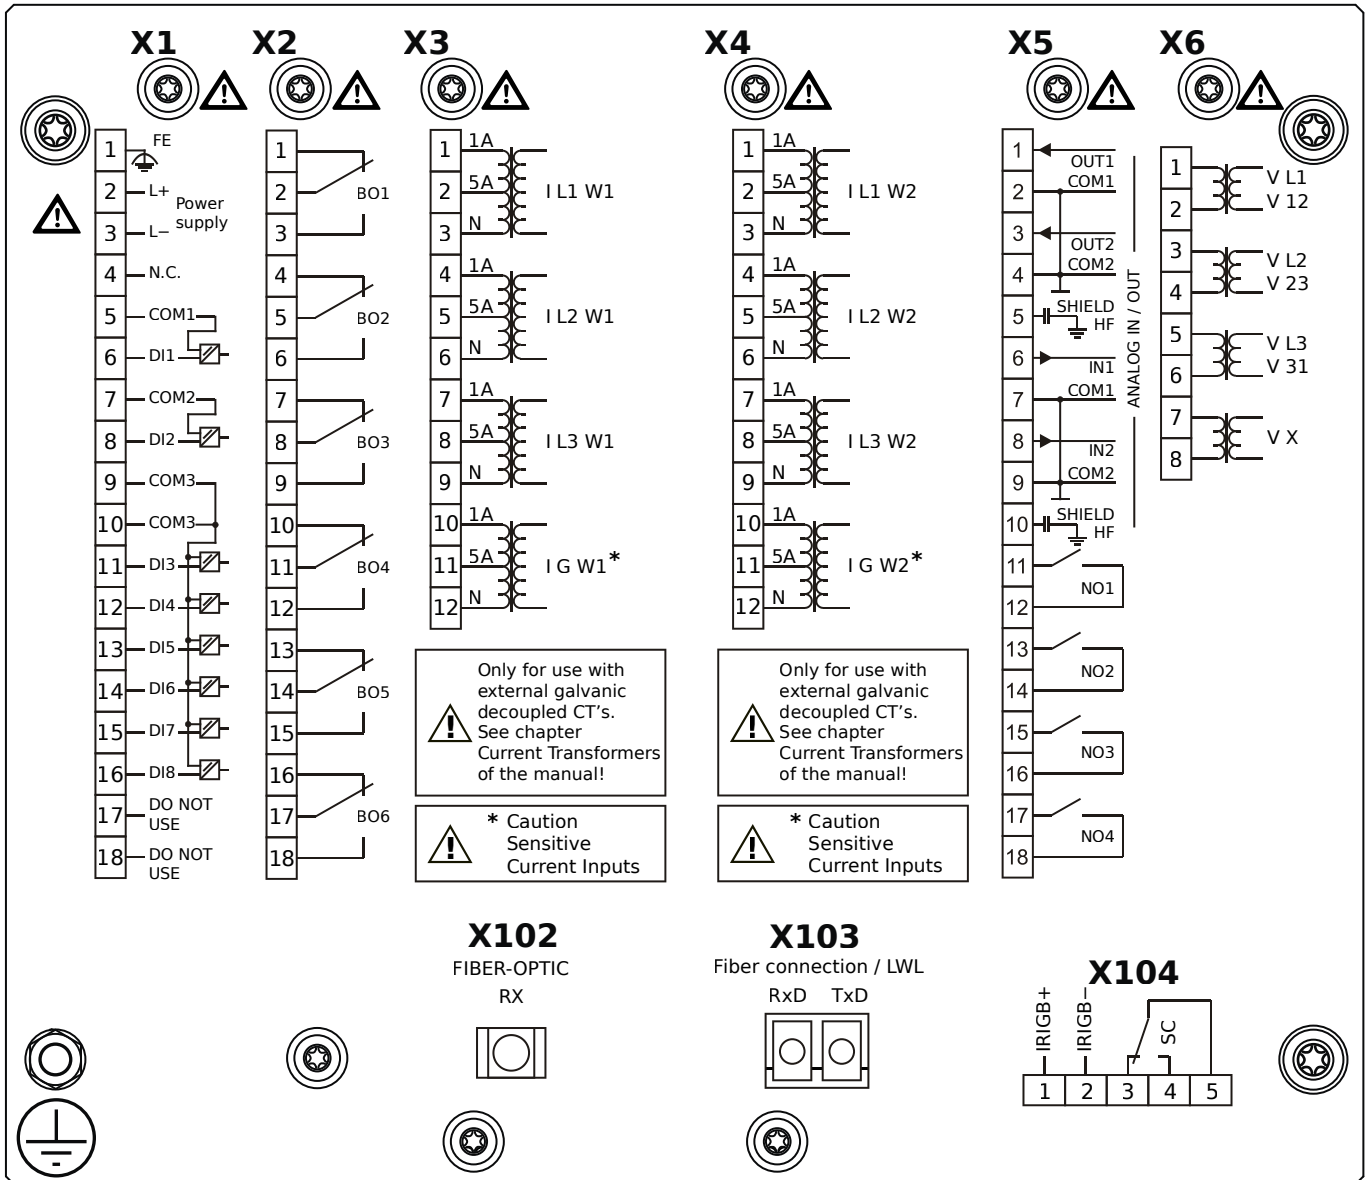 X1
X2
X3
X4
X5
X6
1 FE
2 L+
Power
supply
3 L−
4 N.C.
5 COM1
6 DI1
7 COM2
8 DI2
9 COM3
10 COM3
11 DI3
12 DI4
13 DI5
14 DI6
15 DI7
16 DI8
17 DO NOT
USE
18 DO NOT
USE
1
2 BO1
3
4
5 BO2
6
7
8 BO3
9
10
11 BO4
12
13
14 BO5
15
16
17 BO6
18
1 1A
2 5A I L1 W1
3 N
4 1A
5 5A I L2 W1
6 N
7 1A
8 5A I L3 W1
9 N
10 1A
11 5A I G W1*
12 N
Only for use with
external galvanic
decoupled CT's.
See chapter
Current Transformers
of the manual!
* Caution
Sensitive
Current Inputs
1 1A
2 5A I L1 W2
3 N
4 1A
5 5A I L2 W2
6 N
7 1A
8 5A I L3 W2
9 N
10 1A
11 5A I G W2*
12 N
Only for use with
external galvanic
decoupled CT's.
See chapter
Current Transformers
of the manual!
* Caution
Sensitive
Current Inputs
1 OUT1
2 COM1
3 OUT2
4 COM2
5 SHIELD
HF
6 IN1
7 COM1
8 IN2
9 COM2
10 SHIELD
HF
ANALOG IN / OUT
11
NO1
12
13
NO2
14
15
NO3
16
17
NO4
18
1 V L1
2 V 12
3 V L2
4 V 23
5 V L3
6 V 31
7 V X
8
X102
FIBER-OPTIC
RX
X103
Fiber connection / LWL
RxD TxD
X104
IRIGB+
IRIGB−
SC
1 2 3 4 5